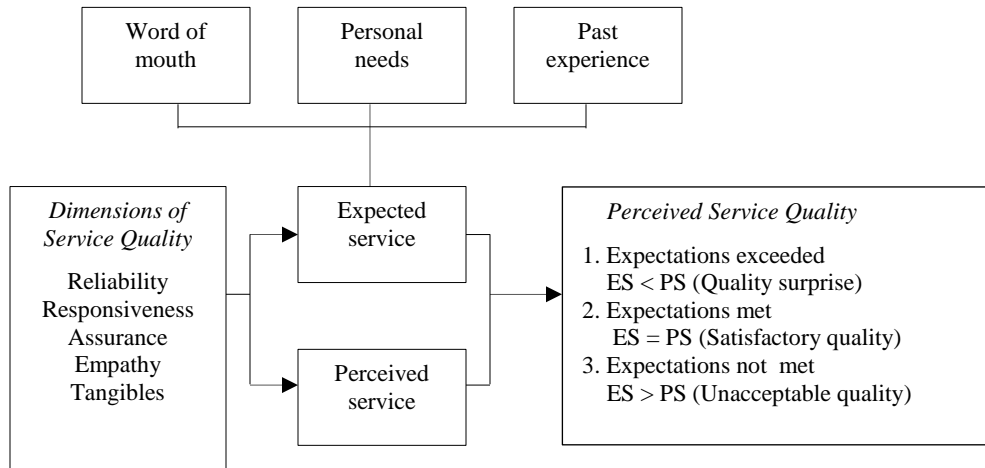 Word of
mouth
Personal
needs
Past
experience
Dimensions of
Service Quality
Reliability
Responsiveness
Assurance
Empathy
Tangibles
Expected
service
Perceived
service
Perceived Service Quality
1. Expectations exceeded
ES < PS (Quality surprise)
2. Expectations met
ES = PS (Satisfactory quality)
3. Expectations not met
ES > PS (Unacceptable quality)